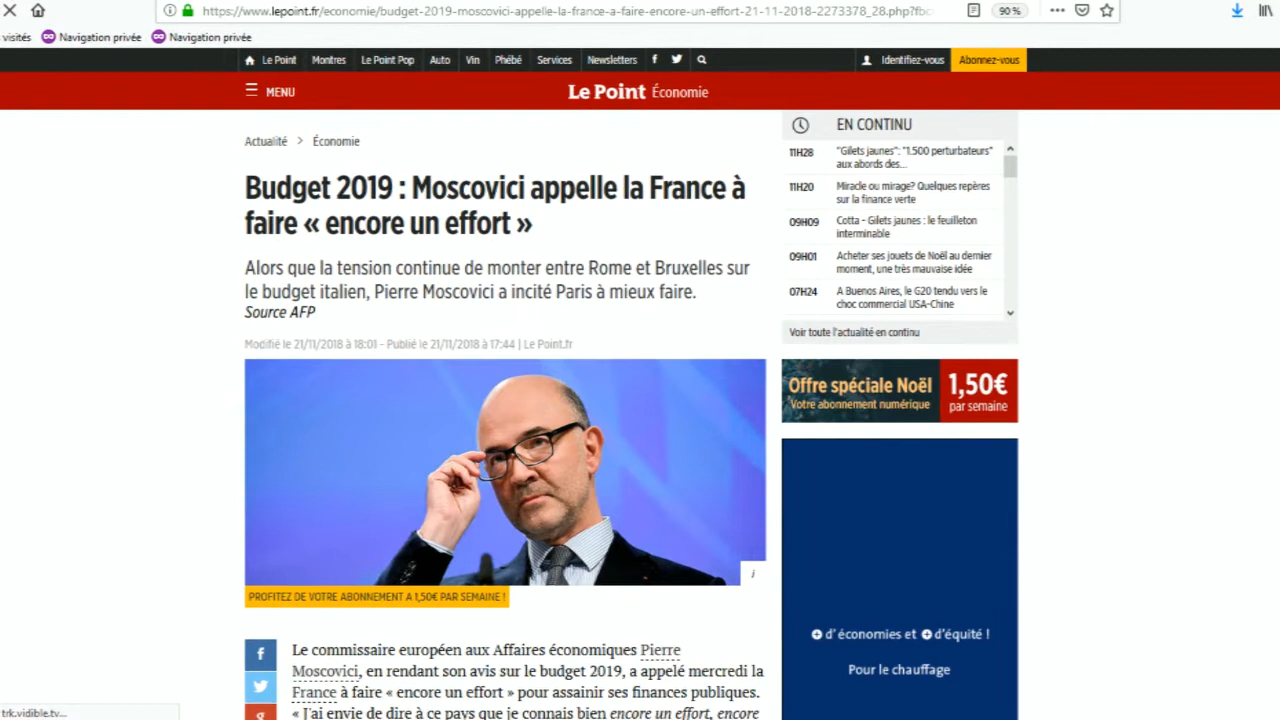 https://www.lepoint.fr/economie/budget-2019-moscovici-appelle-la-france-a-faire-encore-un-effort-21-11-2018-2273378_28.php?fbc
90 %
visités
Navigation privée
Navigation privée
Le Point
Montres
Le Point Pop
Auto
Vin
Phébé
Services
Newsletters
Identifiez-vous
Abonnez-vous
MENU
Le Point Économie
Actualité > Économie
Budget 2019 : Moscovici appelle la France à
faire « encore un effort »
Alors que la tension continue de monter entre Rome et Bruxelles sur
le budget italien, Pierre Moscovici a incité Paris à mieux faire.
Source AFP
Modifié le 21/11/2018 à 18:01 - Publié le 21/11/2018 à 17:44 | Le Point.fr
i
PROFITEZ DE VOTRE ABONNEMENT A 1,50€ PAR SEMAINE !
Le commissaire européen aux Affaires économiques Pierre
Moscovici, en rendant son avis sur le budget 2019, a appelé mercredi la
France à faire « encore un effort » pour assainir ses finances publiques.
« J'ai envie de dire à ce pays que je connais bien encore un effort, encore
EN CONTINU
11H28 "Gilets jaunes": "1.500 perturbateurs"
aux abords des...
11H20 Miracle ou mirage? Quelques repères
sur la finance verte
09H09 Cotta - Gilets jaunes : le feuilleton
interminable
09H01 Acheter ses jouets de Noël au dernier
moment, une très mauvaise idée
07H24 A Buenos Aires, le G20 tendu vers le
choc commercial USA-Chine
Voir toute l'actualité en continu
Offre spéciale Noël
Votre abonnement numérique
1,50€
par semaine
+ d'économies et + d'équité !
Pour le chauffage
trk.vidible.tv...